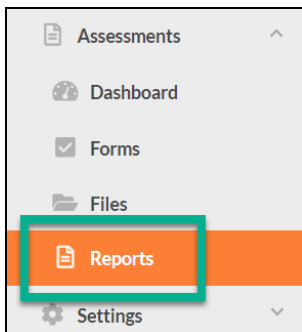 Assessments
Dashboard
Forms
Files
Reports
Settings